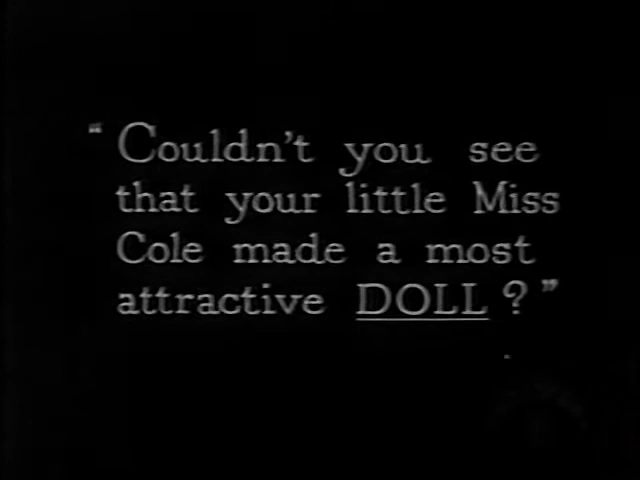 “Couldn't you see
that your little Miss
Cole made a most
attractive DOLL?”